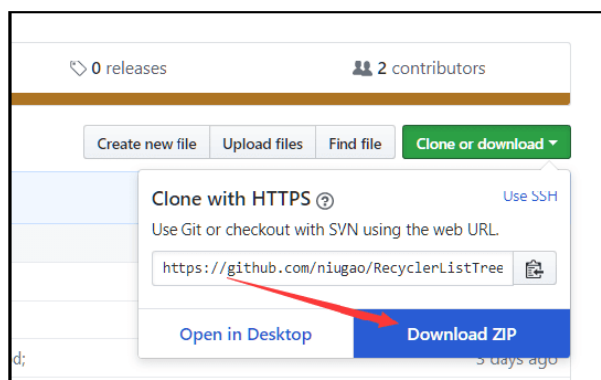 0 releases
2 contributors
Create new file
Upload files
Find file
Clone or download
Clone with HTTPS
Use SSH
Use Git or checkout with SVN using the web URL.
https://github.com/niugao/RecyclerListTree
Open in Desktop
Download ZIP
d;
3 days ago